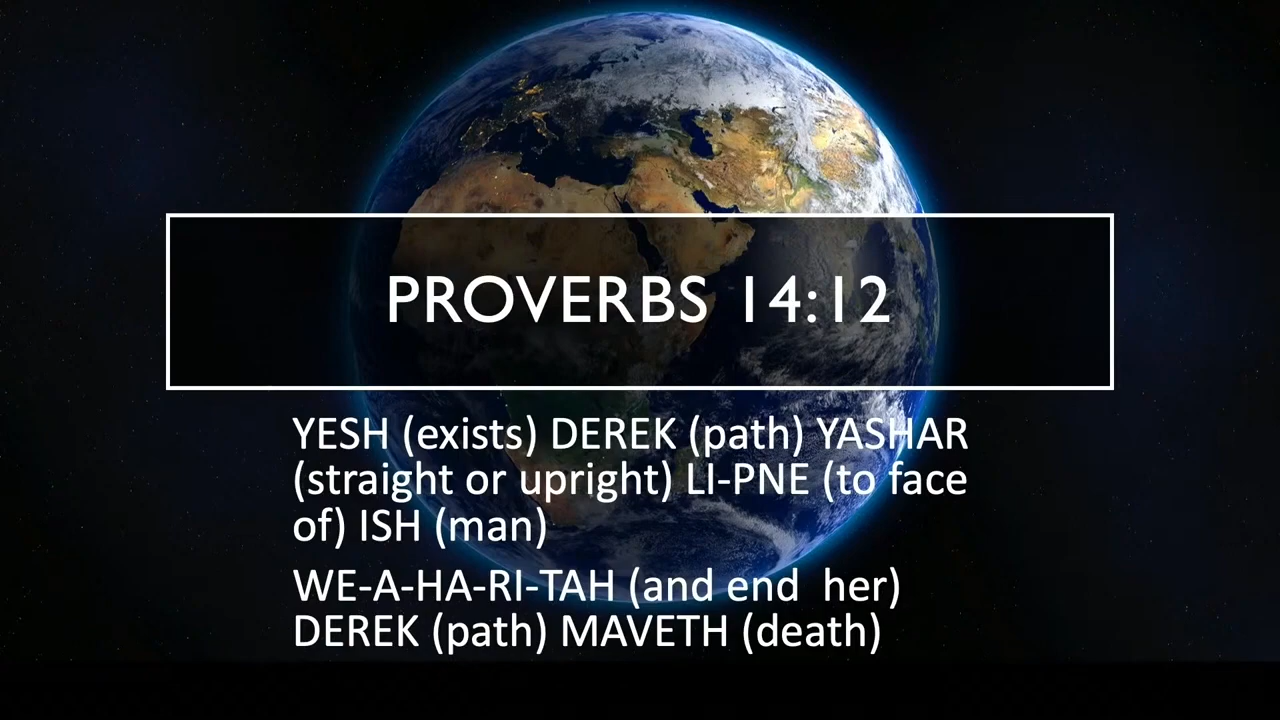 PROVERBS 14:12
YESH (exists) DEREK (path) YASHAR
(straight or upright) LI-PNE (to face
of) ISH (man)
WE-A-HA-RI-TAH (and end  her)
DEREK (path) MAVETH (death)